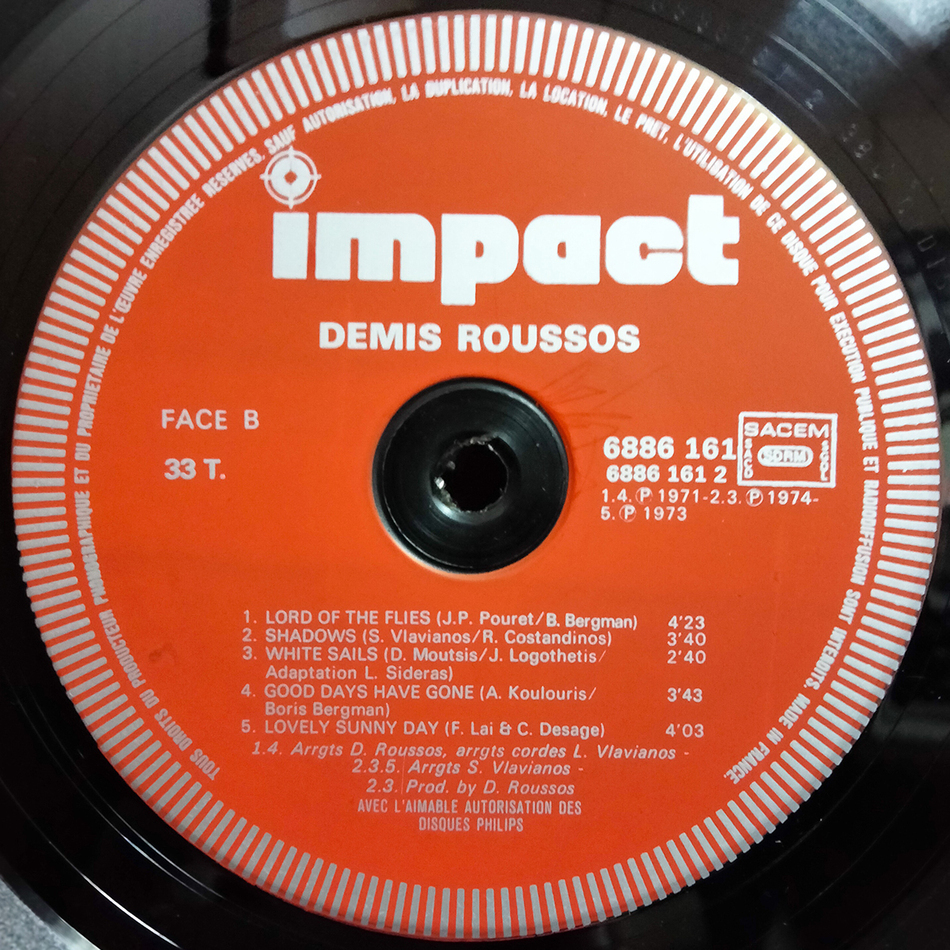 TOUS DROITS DU PRODUCTEUR PHONOGRAPHIQUE ET DU PROPRIETAIRE DE L'ŒUVRE ENREGISTREE RESERVES. SAUF AUTORISATION, LA DUPLICATION, LA LOCATION, LE PRET, L'UTILISATION DE CE DISQUE POUR EXECUTION PUBLIQUE ET RADIODIFFUSION SONT INTERDITS. MADE IN FRANCE.
impact
DEMIS ROUSSOS
FACE B
33 T.
6886 161
6886 161 2
1.4. Ⓟ 1971-2.3. Ⓟ 1974-
5. Ⓟ 1973
SACEM
SACD
SDRM
SGDL
1. LORD OF THE FLIES (J.P. Pouret/B. Bergman) 4'23
2. SHADOWS (S. Vlavianos/R. Costandinos) 3'40
3. WHITE SAILS (D. Moutsis/J. Logothetis/ 2'40
Adaptation L. Sideras)
4. GOOD DAYS HAVE GONE (A. Koulouris/ 3'43
Boris Bergman)
5. LOVELY SUNNY DAY (F. Lai & C. Desage) 4'03
1.4. Arrgts D. Roussos, arrgts cordes L. Vlavianos -
2.3.5. Arrgts S. Vlavianos -
2.3. Prod. by D. Roussos
AVEC L'AIMABLE AUTORISATION DES
DISQUES PHILIPS